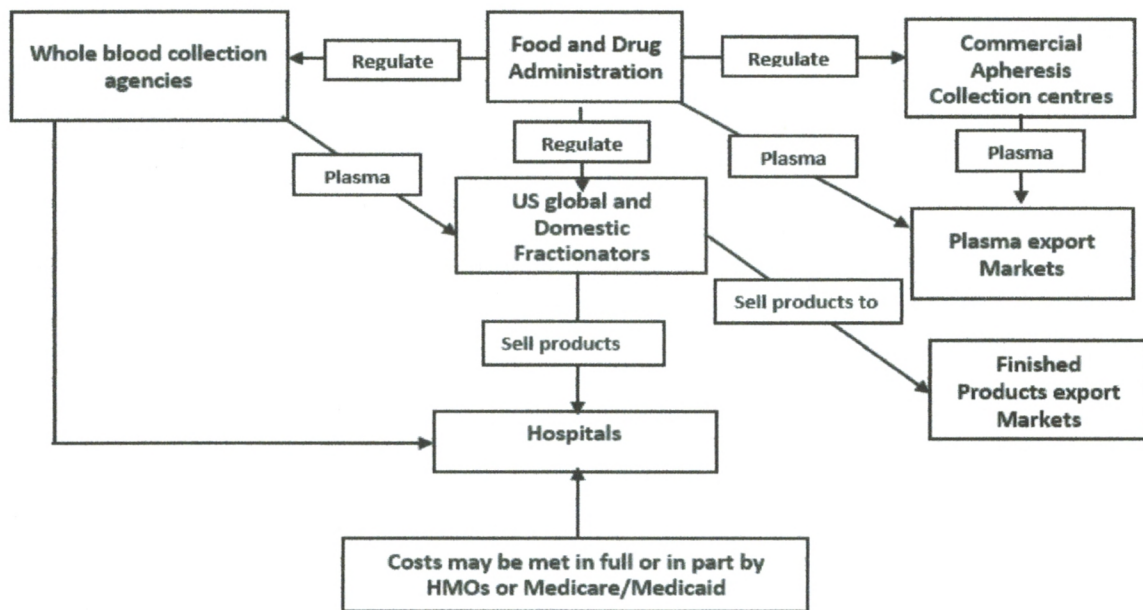 Whole blood collection
agencies
Regulate
Food and Drug
Administration
Regulate
Commercial
Apheresis
Collection centres
Regulate
Plasma
Plasma
Plasma
US global and
Domestic
Fractionators
Plasma export
Markets
Sell products to
Sell products
Finished
Products export
Markets
Hospitals
Costs may be met in full or in part by
HMOs or Medicare/Medicaid